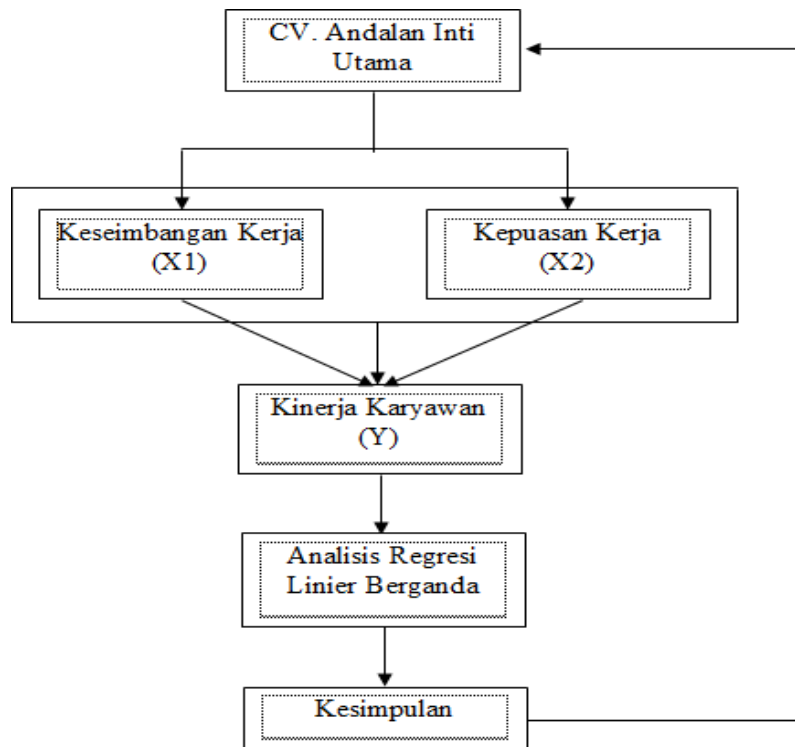 CV. Andalan Inti
Utama
Keseimbangan Kerja
(X1)
Kepuasan Kerja
(X2)
Kinerja Karyawan
(Y)
Analisis Regresi
Linier Berganda
Kesimpulan